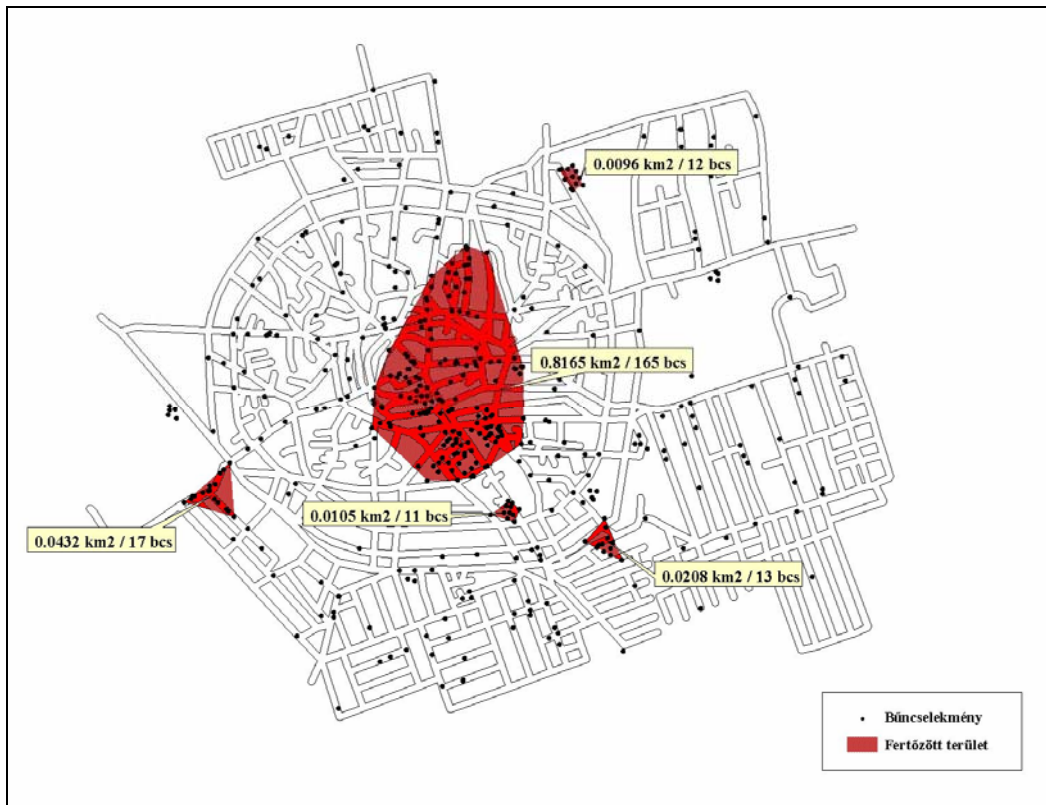 0.0096 km2 / 12 bcs
0.8165 km2 / 165 bcs
0.0105 km2 / 11 bcs
0.0432 km2 / 17 bcs
0.0208 km2 / 13 bcs
Bűncselekmény
Fertőzött terület